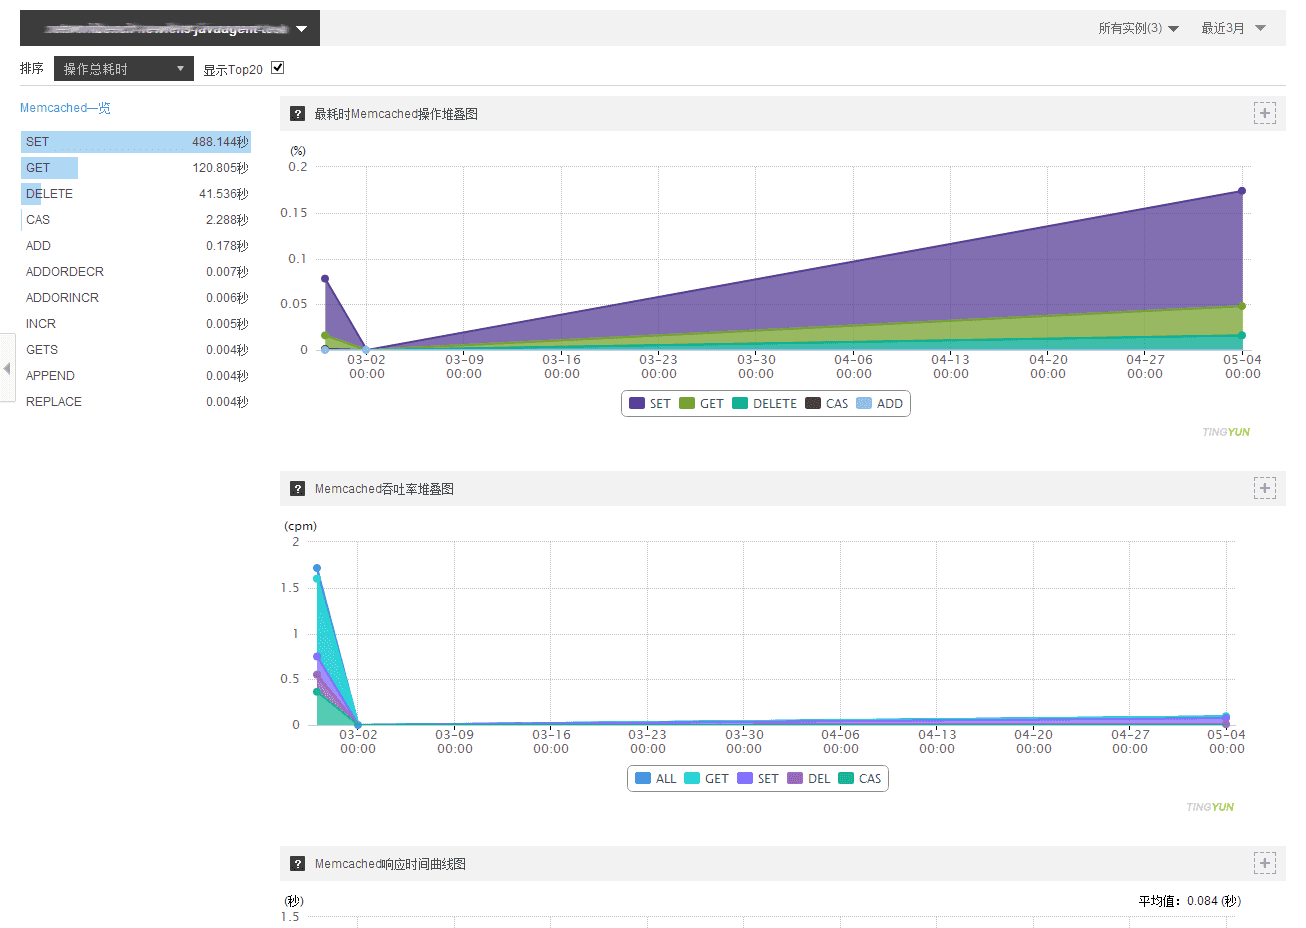 所有实例(3) 最近3月
排序 操作总耗时 显示Top20
Memcached一览
SET 488.144秒
GET 120.805秒
DELETE 41.536秒
CAS 2.288秒
ADD 0.178秒
ADDORDECR 0.007秒
ADDORINCR 0.006秒
INCR 0.005秒
GETS 0.004秒
APPEND 0.004秒
REPLACE 0.004秒
? 最耗时Memcached操作堆叠图
(%)
0.2
0.15
0.1
0.05
0
03-02 03-09 03-16 03-23 03-30 04-06 04-13 04-20 04-27 05-04
00:00 00:00 00:00 00:00 00:00 00:00 00:00 00:00 00:00 00:00
SET GET DELETE CAS ADD
TINGYUN
? Memcached吞吐率堆叠图
(cpm)
2
1.5
1
0.5
0
03-02 03-09 03-16 03-23 03-30 04-06 04-13 04-20 04-27 05-04
00:00 00:00 00:00 00:00 00:00 00:00 00:00 00:00 00:00 00:00
ALL GET SET DEL CAS
TINGYUN
? Memcached响应时间曲线图
(秒) 平均值：0.084 (秒)
1.5